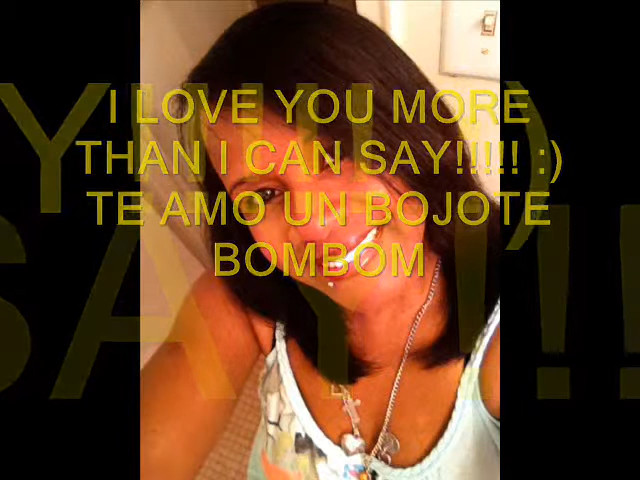 I LOVE YOU MORE
THAN I CAN SAY!!!!! :)
TE AMO UN BOJOTE
BOMBOM